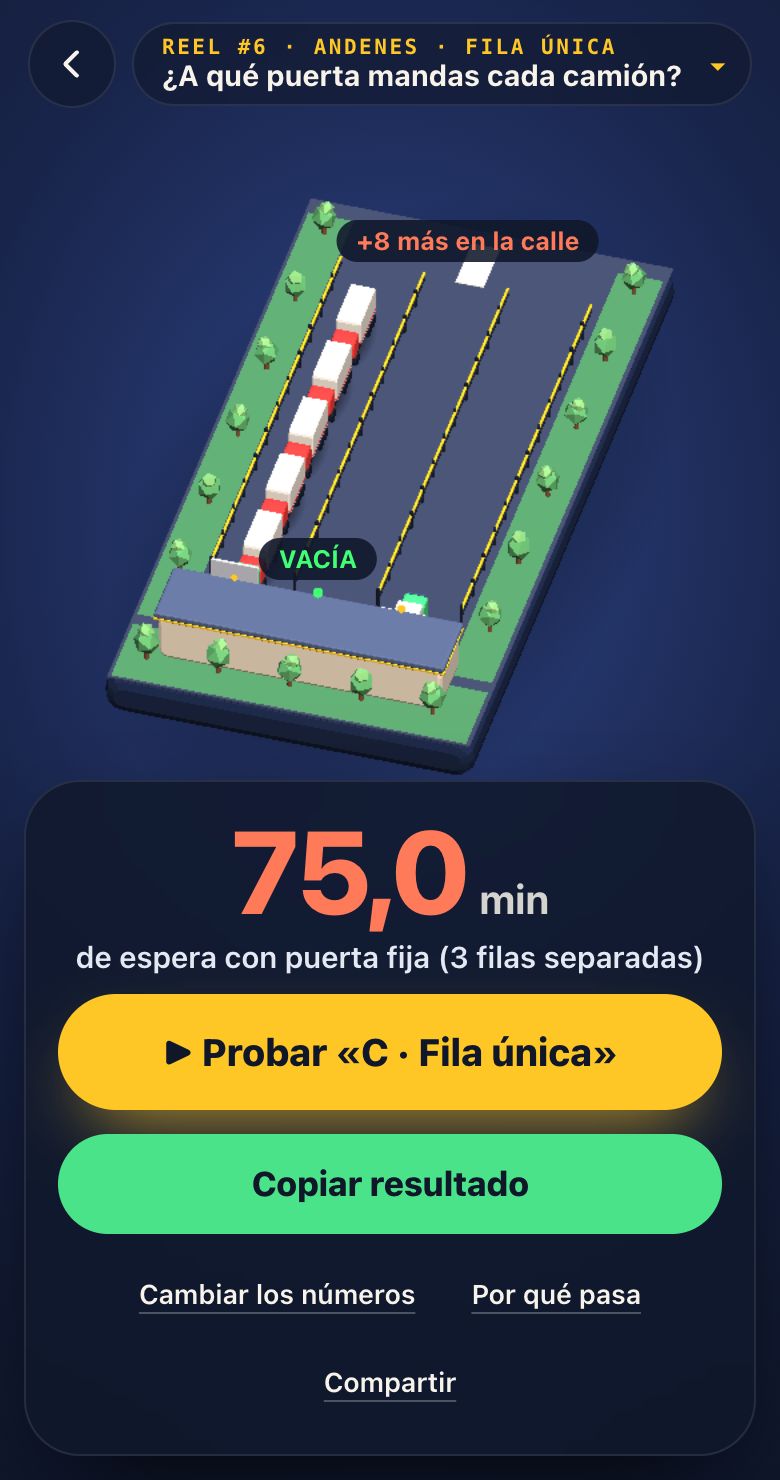 REEL #6 · ANDENES · FILA ÚNICA
¿A qué puerta mandas cada camión?
+8 más en la calle
VACÍA
75,0 min
de espera con puerta fija (3 filas separadas)
Probar «C · Fila única»
Copiar resultado
Cambiar los números
Por qué pasa
Compartir